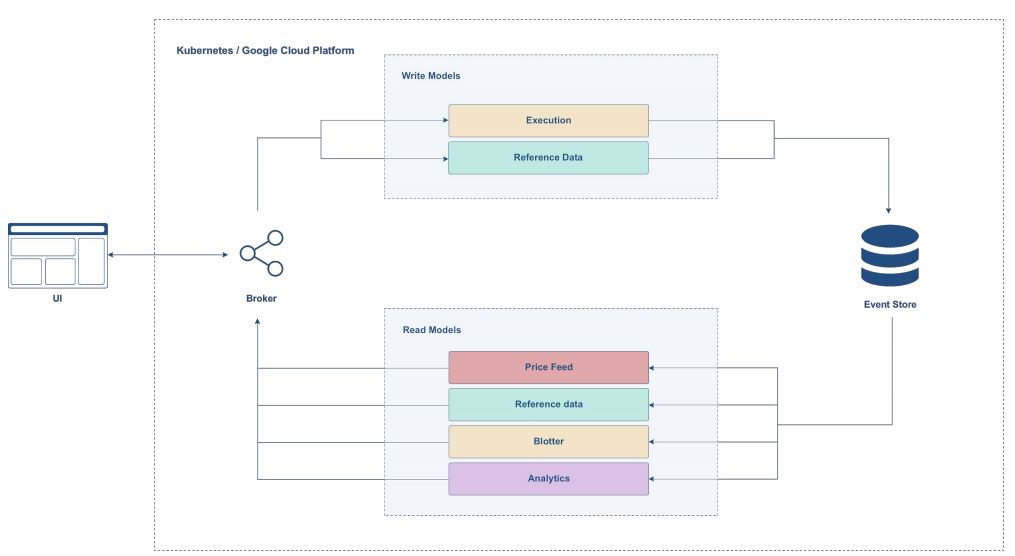 Kubernetes / Google Cloud Platform
Write Models
Execution
Reference Data
UI
Broker
Event Store
Read Models
Price Feed
Reference data
Blotter
Analytics